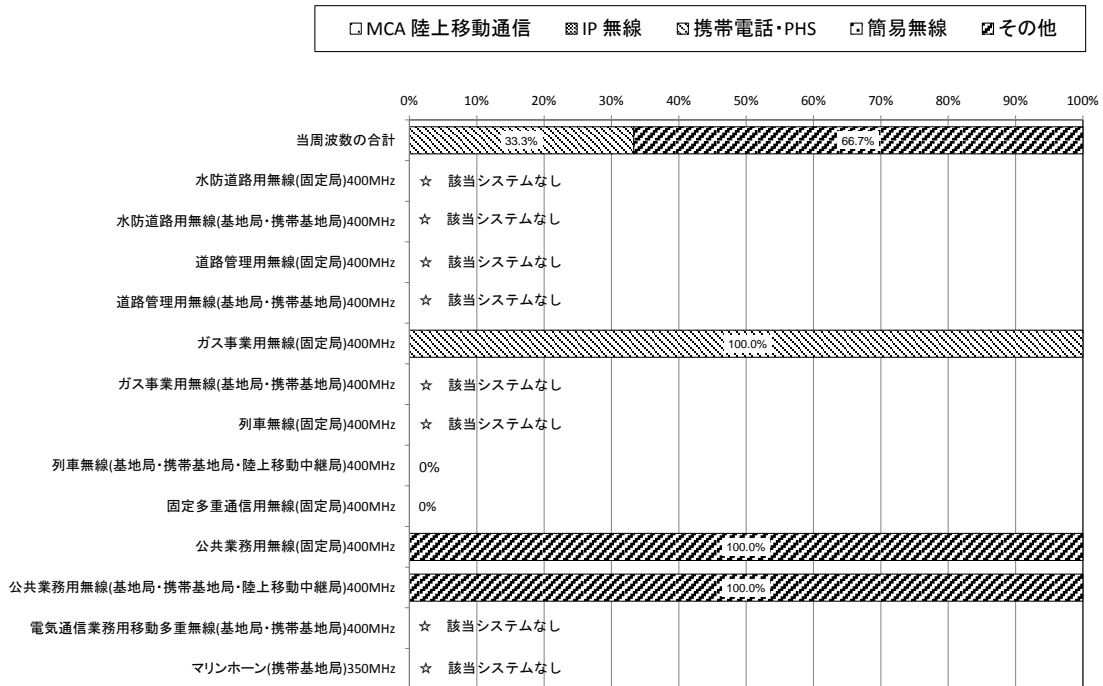 MCA 陸上移動通信 IP 無線 携帯電話・PHS 簡易無線 その他
0% 10% 20% 30% 40% 50% 60% 70% 80% 90% 100%
当周波数の合計 33.3% 66.7%
水防道路用無線(固定局)400MHz ☆ 該当システムなし
水防道路用無線(基地局・携帯基地局)400MHz ☆ 該当システムなし
道路管理用無線(固定局)400MHz ☆ 該当システムなし
道路管理用無線(基地局・携帯基地局)400MHz ☆ 該当システムなし
ガス事業用無線(固定局)400MHz 100.0%
ガス事業用無線(基地局・携帯基地局)400MHz ☆ 該当システムなし
列車無線(固定局)400MHz ☆ 該当システムなし
列車無線(基地局・携帯基地局・陸上移動中継局)400MHz 0%
固定多重通信用無線(固定局)400MHz 0%
公共業務用無線(固定局)400MHz 100.0%
公共業務用無線(基地局・携帯基地局・陸上移動中継局)400MHz 100.0%
電気通信業務用移動多重無線(基地局・携帯基地局)400MHz ☆ 該当システムなし
マリンホーン(携帯基地局)350MHz ☆ 該当システムなし